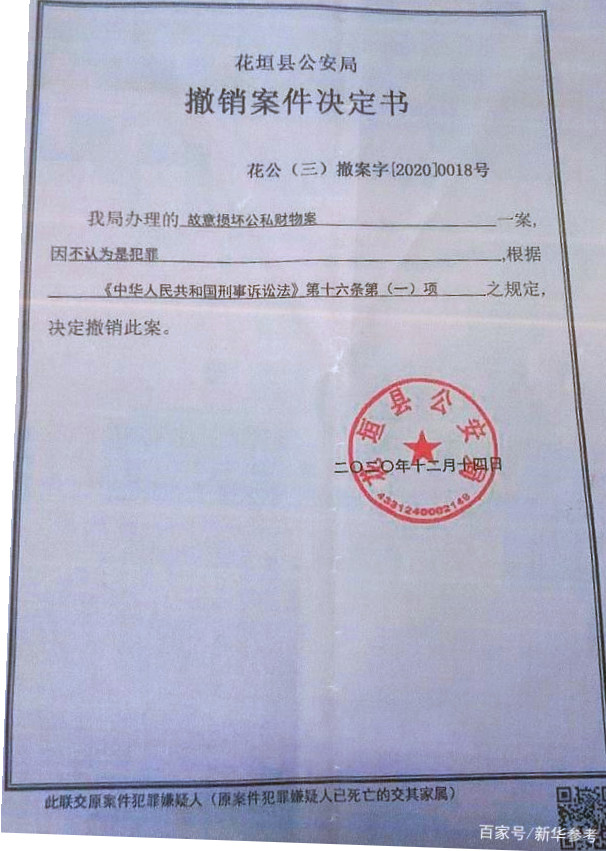 花垣县公安局
撤销案件决定书
花公（三）撤案字[2020]0018号
我局办理的 故意损坏公私财物案 一案，
因不认为是犯罪 ,根据
《中华人民共和国刑事诉讼法》第十六条第（一）项 之规定，
决定撤销此案。
花垣县公安局
二〇二〇年十二月十四日
此联交原案件犯罪嫌疑人（原案件犯罪嫌疑人已死亡的交其家属）
百家号/新华参考